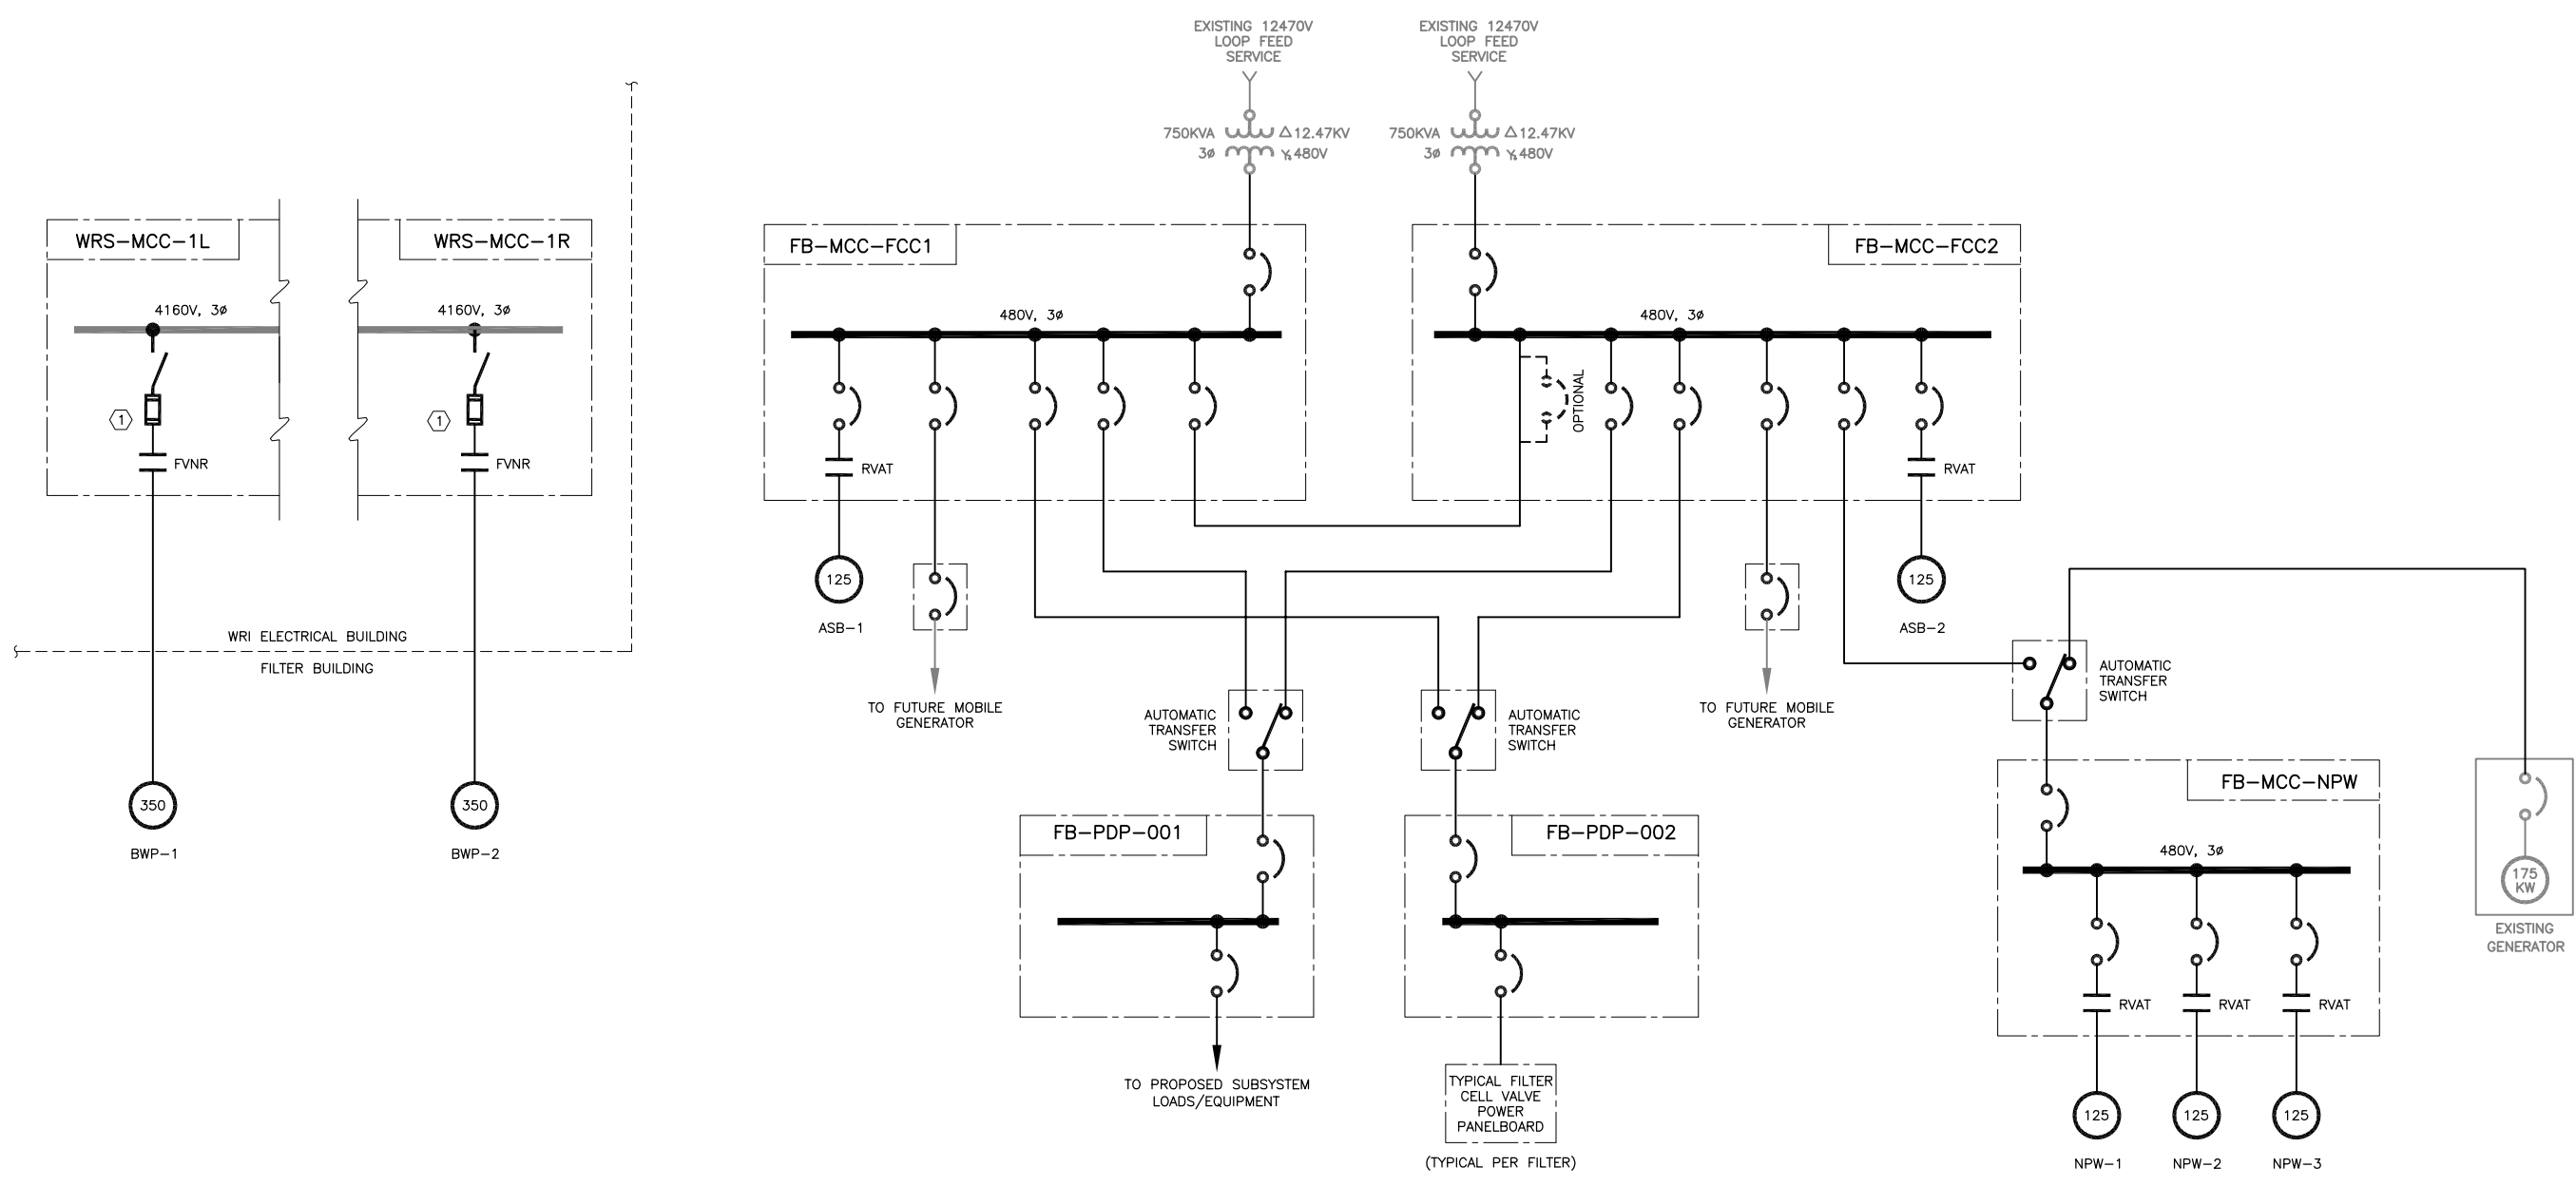 EXISTING 12470V
LOOP FEED
SERVICE
EXISTING 12470V
LOOP FEED
SERVICE
750KVA
△12.47KV
3ø
480V
750KVA
△12.47KV
3ø
480V
WRS-MCC-1L
WRS-MCC-1R
4160V, 3ø
4160V, 3ø
1
1
FVNR
FVNR
WRI ELECTRICAL BUILDING
FILTER BUILDING
350
350
BWP-1
BWP-2
FB-MCC-FCC1
FB-MCC-FCC2
480V, 3ø
480V, 3ø
OPTIONAL
RVAT
RVAT
125
125
ASB-1
ASB-2
TO FUTURE MOBILE
GENERATOR
TO FUTURE MOBILE
GENERATOR
AUTOMATIC
TRANSFER
SWITCH
AUTOMATIC
TRANSFER
SWITCH
AUTOMATIC
TRANSFER
SWITCH
FB-PDP-001
FB-PDP-002
TO PROPOSED SUBSYSTEM
LOADS/EQUIPMENT
TYPICAL FILTER
CELL VALVE
POWER
PANELBOARD
(TYPICAL PER FILTER)
FB-MCC-NPW
480V, 3ø
RVAT
RVAT
RVAT
125
125
125
NPW-1
NPW-2
NPW-3
175
KW
EXISTING
GENERATOR